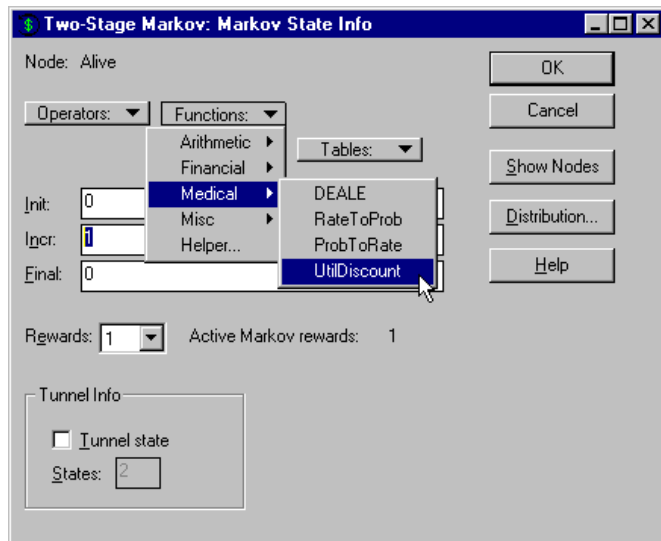 Two-Stage Markov: Markov State Info
Node: Alive
OK
Operators:
Functions:
Cancel
Arithmetic
Tables:
Financial
Show Nodes
Medical
DEALE
Init: 0
Misc
RateToProb
Distribution...
Incr: 1
Helper...
ProbToRate
Final: 0
UtilDiscount
Help
Rewards: 1
Active Markov rewards: 1
Tunnel Info
Tunnel state
States: 2